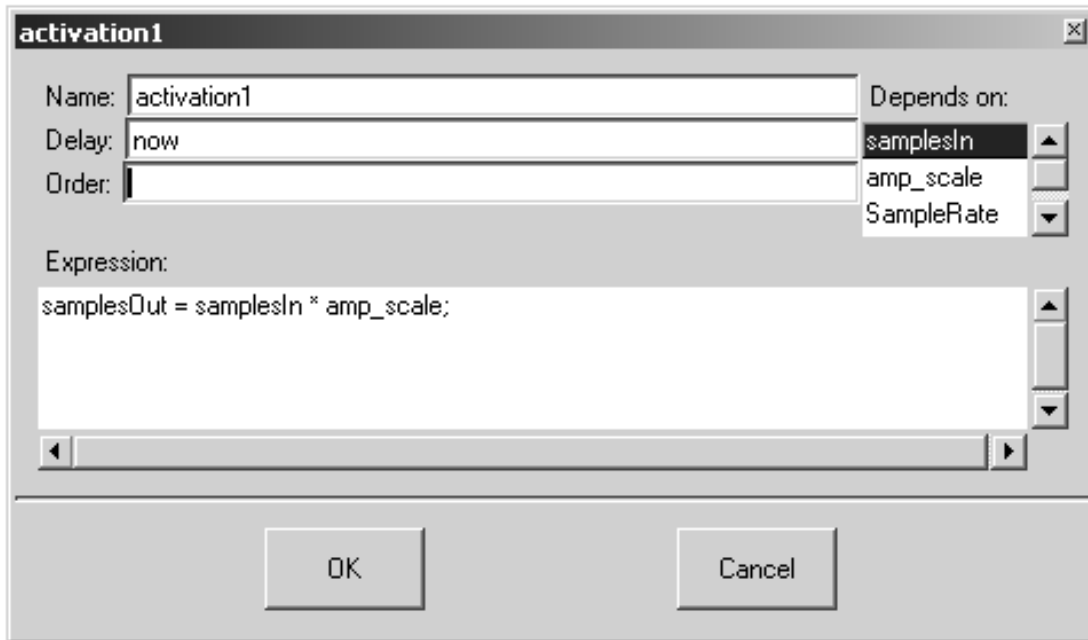 activation1
Name: activation1
Depends on:
Delay: now
samplesIn
Order:
amp_scale
SampleRate
Expression:
samplesOut = samplesIn * amp_scale;
OK
Cancel